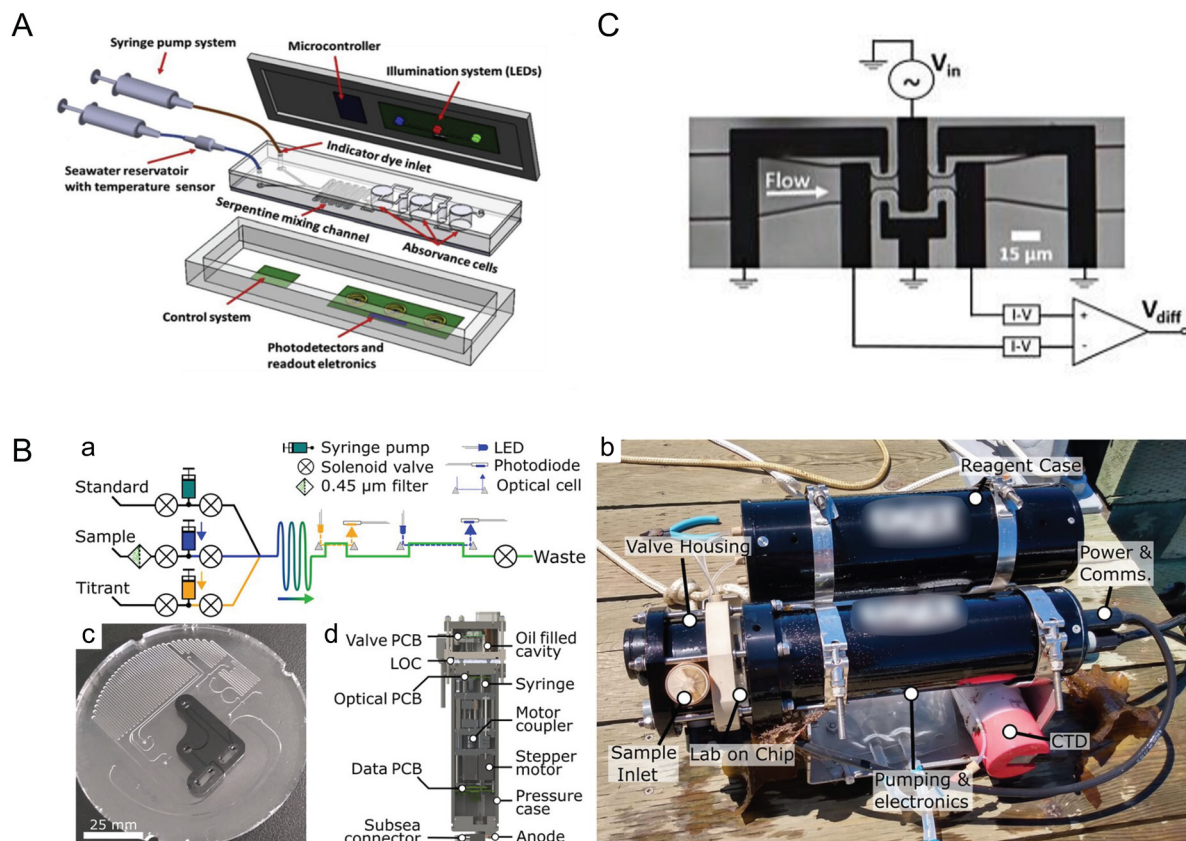 A
Syringe pump system
Microcontroller
Illumination system (LEDs)
Seawater reservatoir
with temperature sensor
Indicator dye inlet
Serpentine mixing
channel
Absorvance cells
Control system
Photodetectors and
readout eletronics
C
Vin
~
Flow
15 µm
I-V
I-V
+
-
Vdiff
B
a
Syringe pump
Solenoid valve
0.45 µm filter
LED
Photodiode
Optical cell
Standard
Sample
Titrant
Waste
c
25 mm
d
Valve PCB
LOC
Optical PCB
Data PCB
Subsea
connector
Oil filled
cavity
Syringe
Motor
coupler
Stepper
motor
Pressure
case
Anode
b
Reagent Case
Valve Housing
Power &
Comms.
Sample
Inlet
Lab on Chip
CTD
Pumping &
electronics